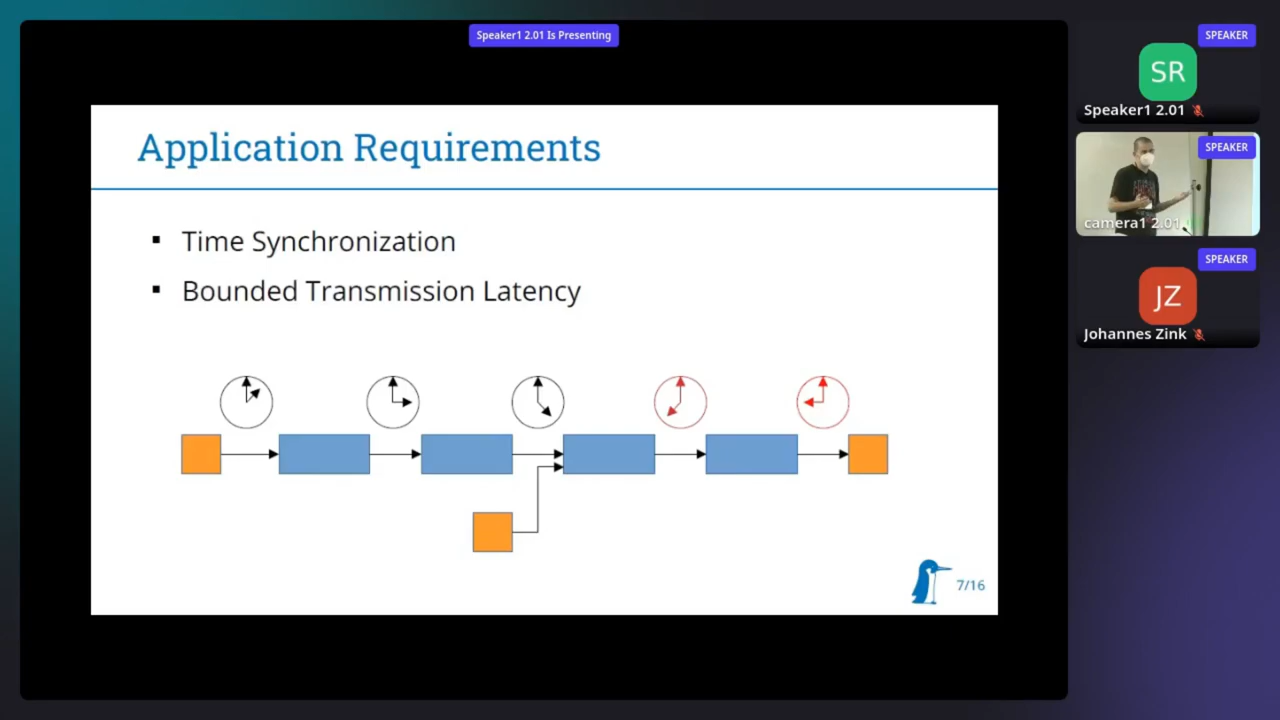 Speaker1 2.01 Is Presenting
Application Requirements
Time Synchronization
Bounded Transmission Latency
7/16
SPEAKER
SR
Speaker1 2.01
SPEAKER
camera1 2.01
SPEAKER
JZ
Johannes Zink